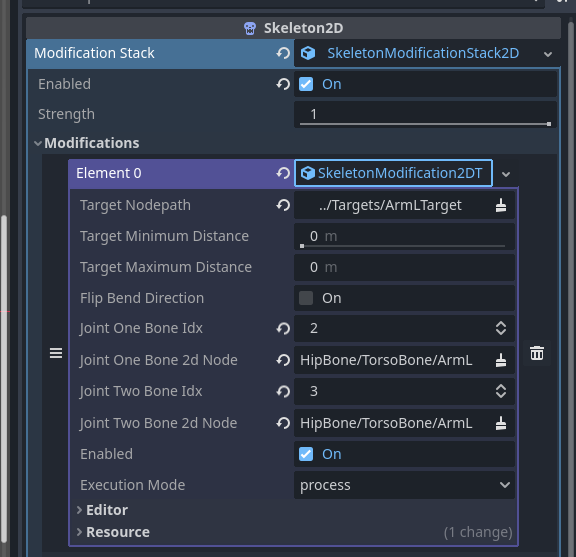 Skeleton2D
Modification Stack SkeletonModificationStack2D
Enabled On
Strength 1
Modifications
Element 0 SkeletonModification2DT
Target Nodepath ../Targets/ArmLTarget
Target Minimum Distance 0 m
Target Maximum Distance 0 m
Flip Bend Direction On
Joint One Bone Idx 2
Joint One Bone 2d Node HipBone/TorsoBone/ArmL
Joint Two Bone Idx 3
Joint Two Bone 2d Node HipBone/TorsoBone/ArmL
Enabled On
Execution Mode process
Editor
Resource (1 change)